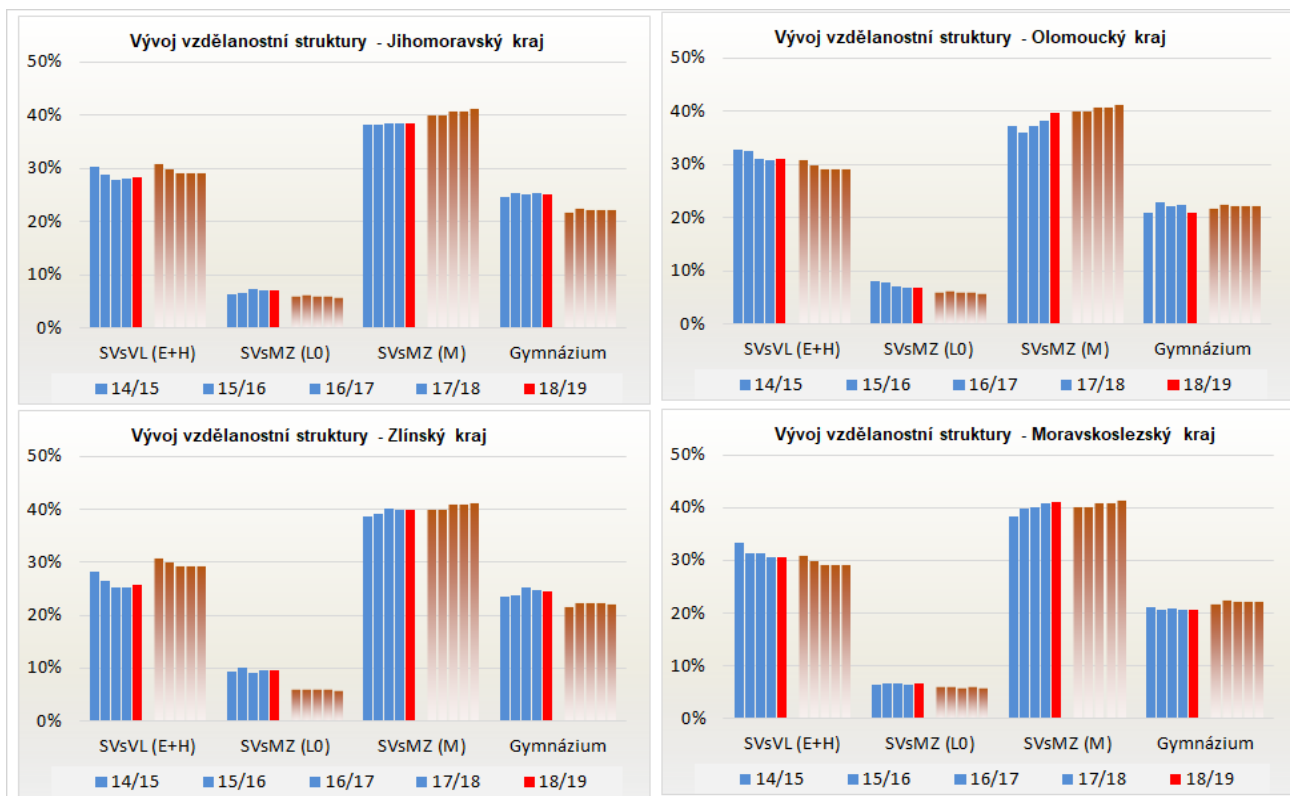 Vývoj vzdělanostní struktury - Jihomoravský kraj
50%
40%
30%
20%
10%
0%
SVsVL (E+H) SVsMZ (L0) SVsMZ (M) Gymnázium
14/15 15/16 16/17 17/18 18/19
Vývoj vzdělanostní struktury - Olomoucký kraj
50%
40%
30%
20%
10%
0%
SVsVL (E+H) SVsMZ (L0) SVsMZ (M) Gymnázium
14/15 15/16 16/17 17/18 18/19
Vývoj vzdělanostní struktury - Zlínský kraj
50%
40%
30%
20%
10%
0%
SVsVL (E+H) SVsMZ (L0) SVsMZ (M) Gymnázium
14/15 15/16 16/17 17/18 18/19
Vývoj vzdělanostní struktury - Moravskoslezský kraj
50%
40%
30%
20%
10%
0%
SVsVL (E+H) SVsMZ (L0) SVsMZ (M) Gymnázium
14/15 15/16 16/17 17/18 18/19